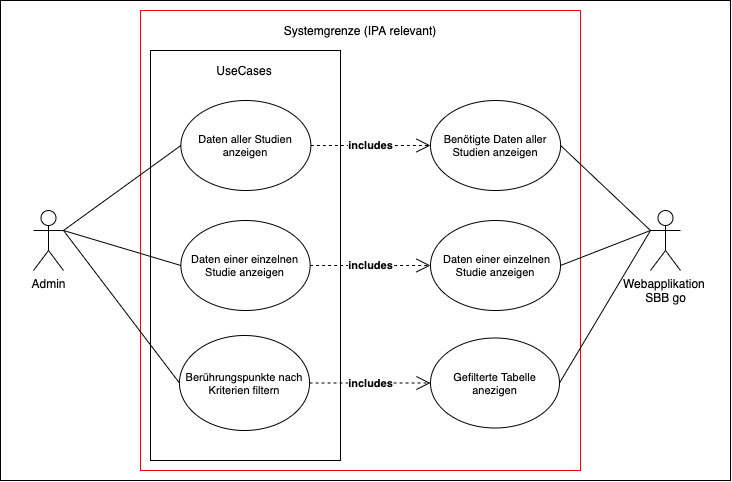 Systemgrenze (IPA relevant)
UseCases
Daten aller Studien
anzeigen
includes
Benötigte Daten aller
Studien anzeigen
Daten einer einzelnen
Studie anzeigen
includes
Daten einer einzelnen
Studie anzeigen
Admin
Webapplikation
SBB go
Berührungspunkte nach
Kriterien filtern
includes
Gefilterte Tabelle
anezigen